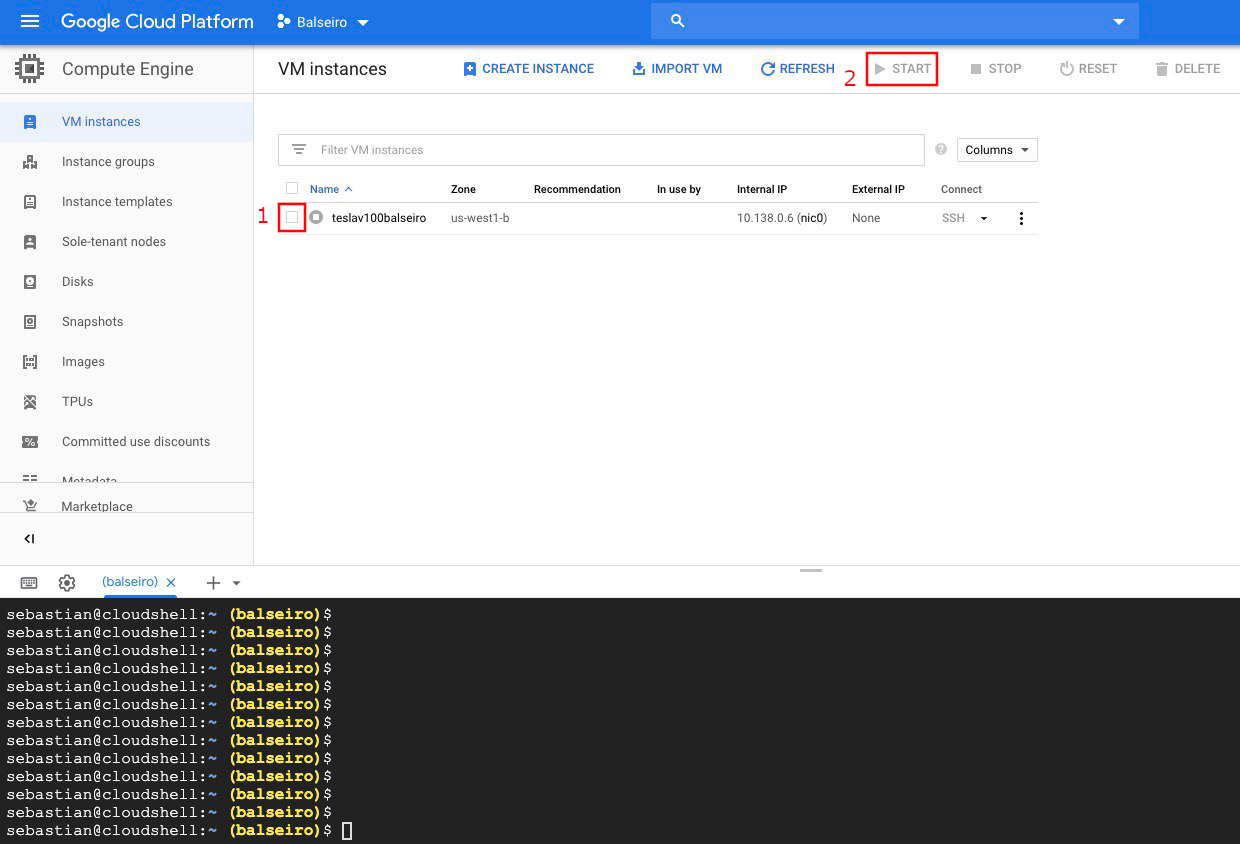 Google Cloud Platform Balseiro
Compute Engine
VM instances CREATE INSTANCE IMPORT VM REFRESH 2 START STOP RESET DELETE
VM instances
Instance groups
Instance templates
Sole-tenant nodes
Disks
Snapshots
Images
TPUs
Committed use discounts
Metadata
Marketplace
Filter VM instances ? Columns
Name Zone Recommendation In use by Internal IP External IP Connect
1 teslav100balseiro us-west1-b 10.138.0.6 (nic0) None SSH
(balseiro)
sebastian@cloudshell:~ (balseiro)$
sebastian@cloudshell:~ (balseiro)$
sebastian@cloudshell:~ (balseiro)$
sebastian@cloudshell:~ (balseiro)$
sebastian@cloudshell:~ (balseiro)$
sebastian@cloudshell:~ (balseiro)$
sebastian@cloudshell:~ (balseiro)$
sebastian@cloudshell:~ (balseiro)$
sebastian@cloudshell:~ (balseiro)$
sebastian@cloudshell:~ (balseiro)$
sebastian@cloudshell:~ (balseiro)$
sebastian@cloudshell:~ (balseiro)$
sebastian@cloudshell:~ (balseiro)$